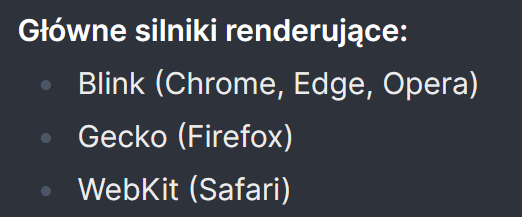 Główne silniki renderujące:
Blink (Chrome, Edge, Opera)
Gecko (Firefox)
WebKit (Safari)